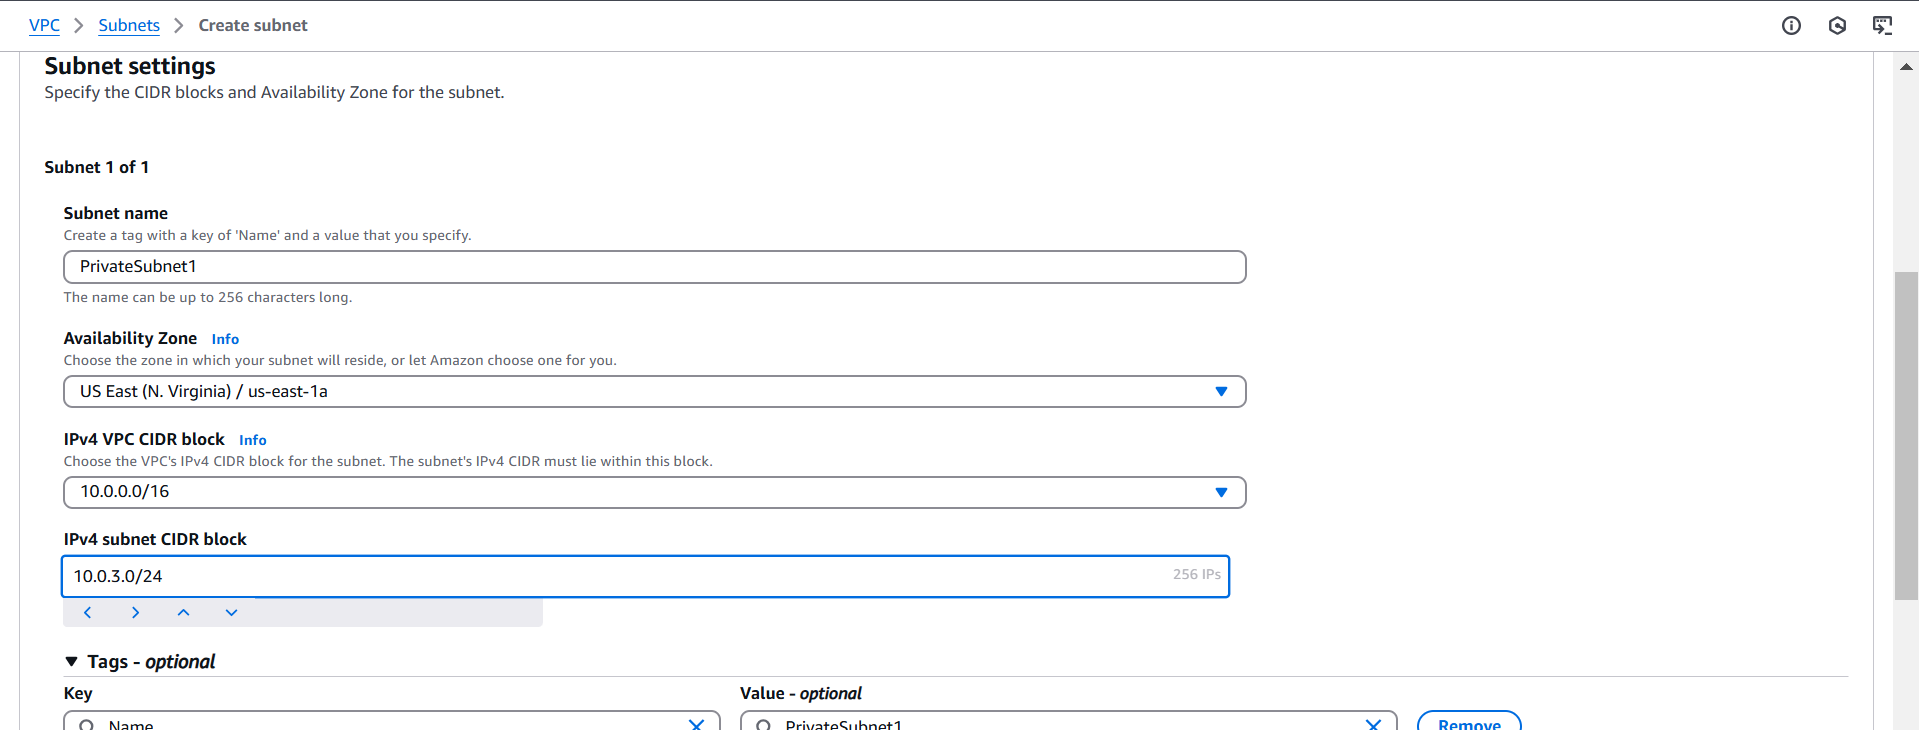 VPC > Subnets > Create subnet
Subnet settings
Specify the CIDR blocks and Availability Zone for the subnet.
Subnet 1 of 1
Subnet name
Create a tag with a key of 'Name' and a value that you specify.
PrivateSubnet1
The name can be up to 256 characters long.
Availability Zone Info
Choose the zone in which your subnet will reside, or let Amazon choose one for you.
US East (N. Virginia) / us-east-1a
IPv4 VPC CIDR block Info
Choose the VPC's IPv4 CIDR block for the subnet. The subnet's IPv4 CIDR must lie within this block.
10.0.0.0/16
IPv4 subnet CIDR block
10.0.3.0/24 256 IPs
Tags - optional
Key Value - optional
Name PrivateSubnet1 Remove